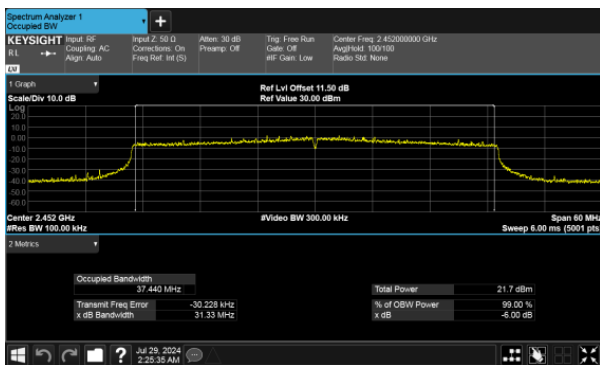 Spectrum Analyzer 1
Occupied BW
KEYSIGHT Input: RF Input Z: 50 Ω Atten: 30 dB Trig: Free Run Center Freq: 2.452000000 GHz
RL Coupling: AC Corrections: On Preamp: Off Gate: Off Avg|Hold: 100/100
Align: Auto Freq Ref: Int (S) #IF Gain: Low Radio Std: None
LXI
1 Graph Ref Lvl Offset 11.50 dB
Scale/Div 10.0 dB Ref Value 30.00 dBm
Log
20.0
10.0
0.00
-10.0
-20.0
-30.0
-40.0
-50.0
-60.0
Center 2.452 GHz #Video BW 300.00 kHz Span 60 MHz
#Res BW 100.00 kHz Sweep 6.00 ms (5001 pts)
2 Metrics
Occupied Bandwidth
37.440 MHz Total Power 21.7 dBm
Transmit Freq Error -30.228 kHz % of OBW Power 99.00 %
x dB Bandwidth 31.33 MHz x dB -6.00 dB
Jul 29, 2024
2:25:35 AM